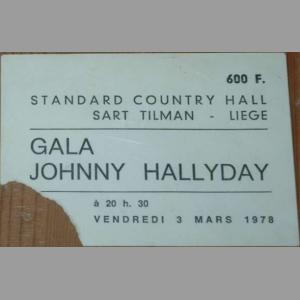 600 F.
STANDARD COUNTRY HALL
SART TILMAN - LIEGE
GALA
JOHNNY HALLYDAY
à 20 h. 30
VENDREDI 3 MARS 1978